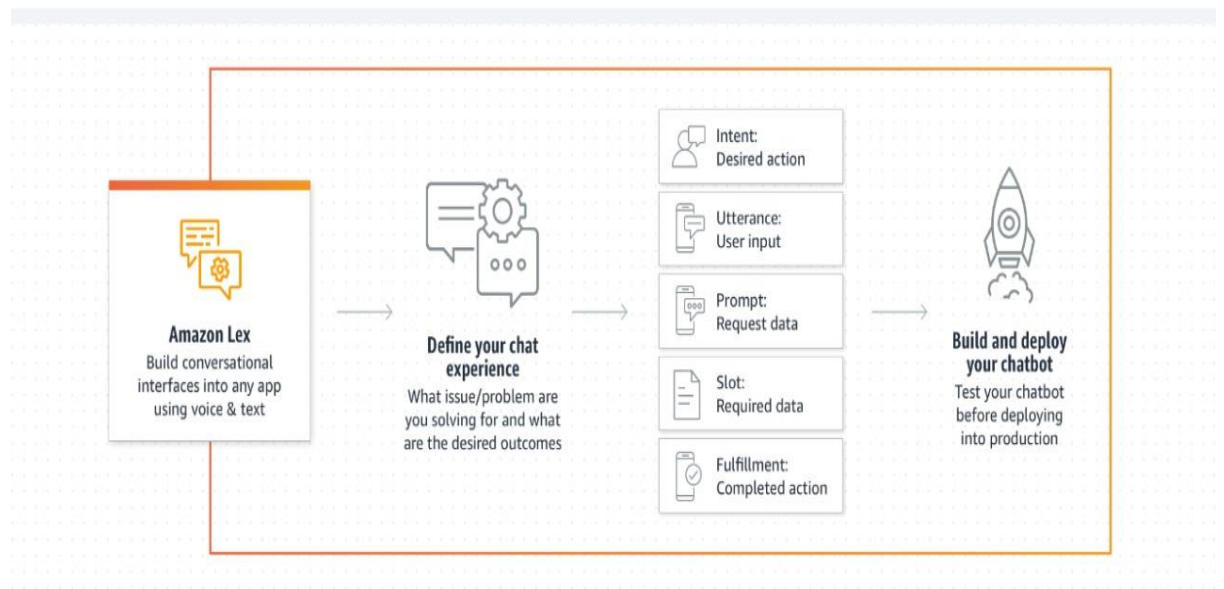 Amazon Lex
Build conversational
interfaces into any app
using voice & text
Define your chat
experience
What issue/problem are
you solving for and what
are the desired outcomes
Intent:
Desired action
Utterance:
User input
Prompt:
Request data
Slot:
Required data
Fulfillment:
Completed action
Build and deploy
your chatbot
Test your chatbot
before deploying
into production